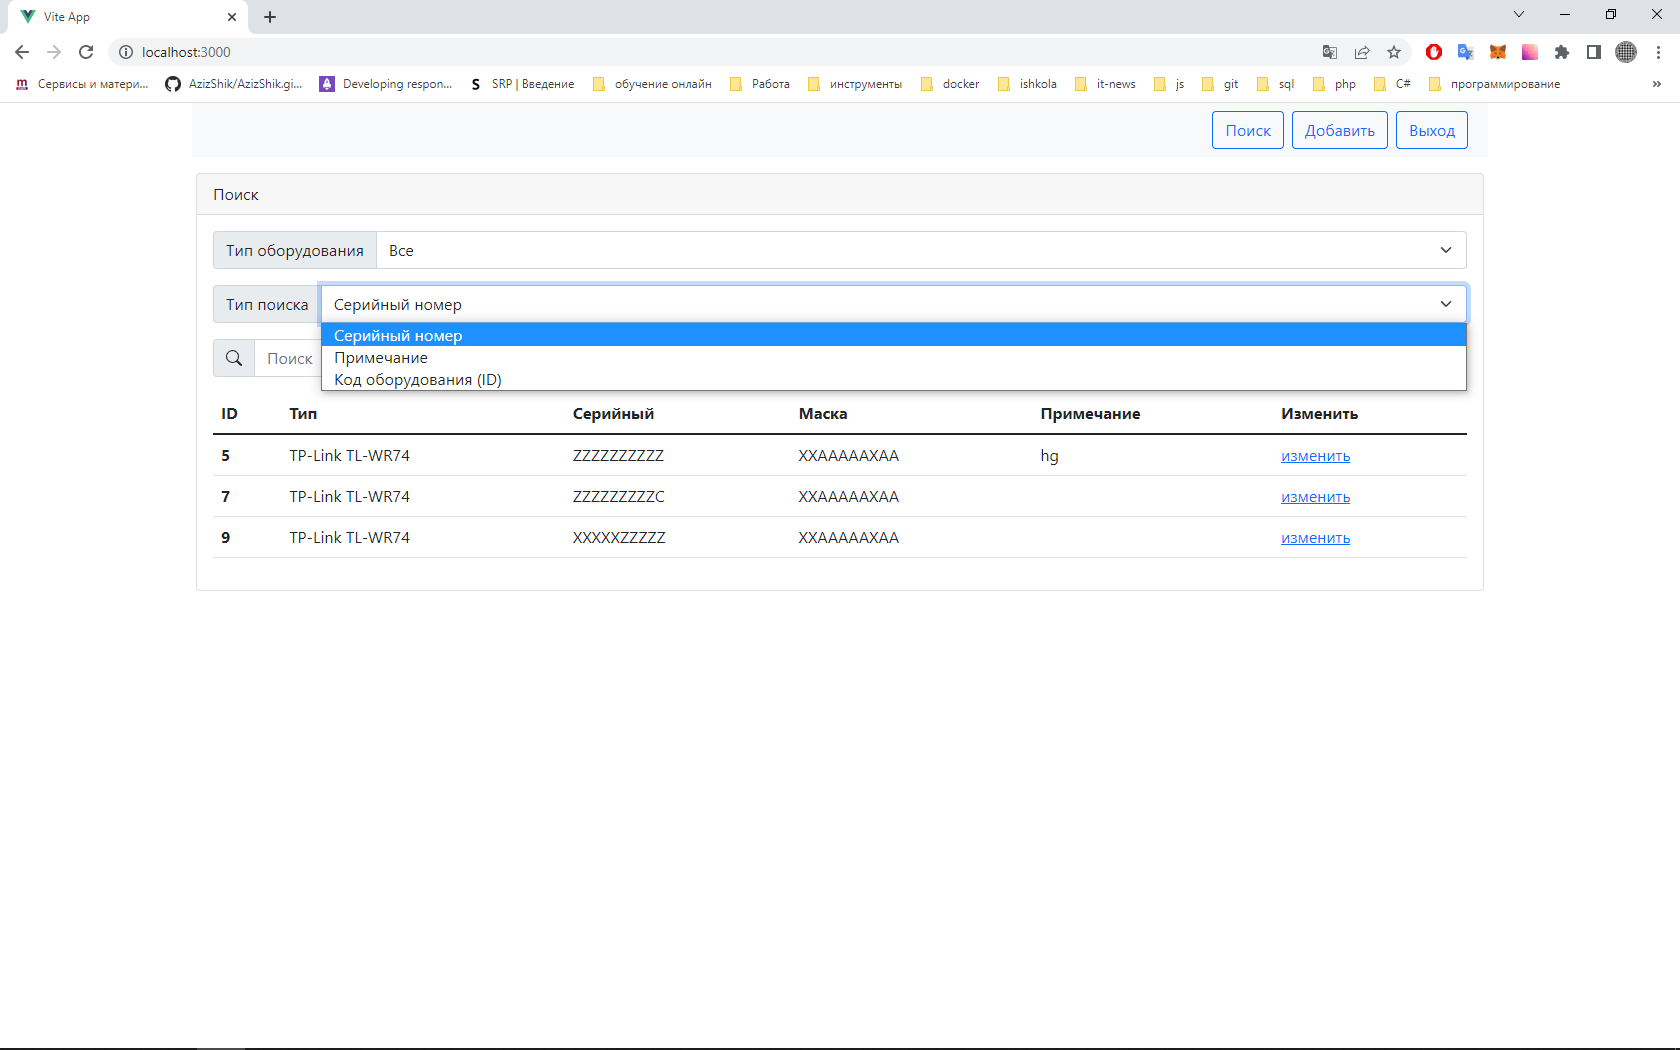 Vite App
localhost:3000
Сервисы и матери...
AzizShik/AzizShik.gi...
Developing respon...
SRP | Введение
обучение онлайн
Работа
инструменты
docker
ishkola
it-news
js
git
sql
php
C#
программирование
»
Поиск Добавить Выход
Поиск
Тип оборудования Все
Тип поиска Серийный номер
Серийный номер
Примечание
Код оборудования (ID)
Поиск
ID Тип Серийный Маска Примечание Изменить
5 TP-Link TL-WR74 ZZZZZZZZZZ XXAAAAAXAA hg изменить
7 TP-Link TL-WR74 ZZZZZZZZZC XXAAAAAXAA изменить
9 TP-Link TL-WR74 XXXXXZZZZZ XXAAAAAXAA изменить